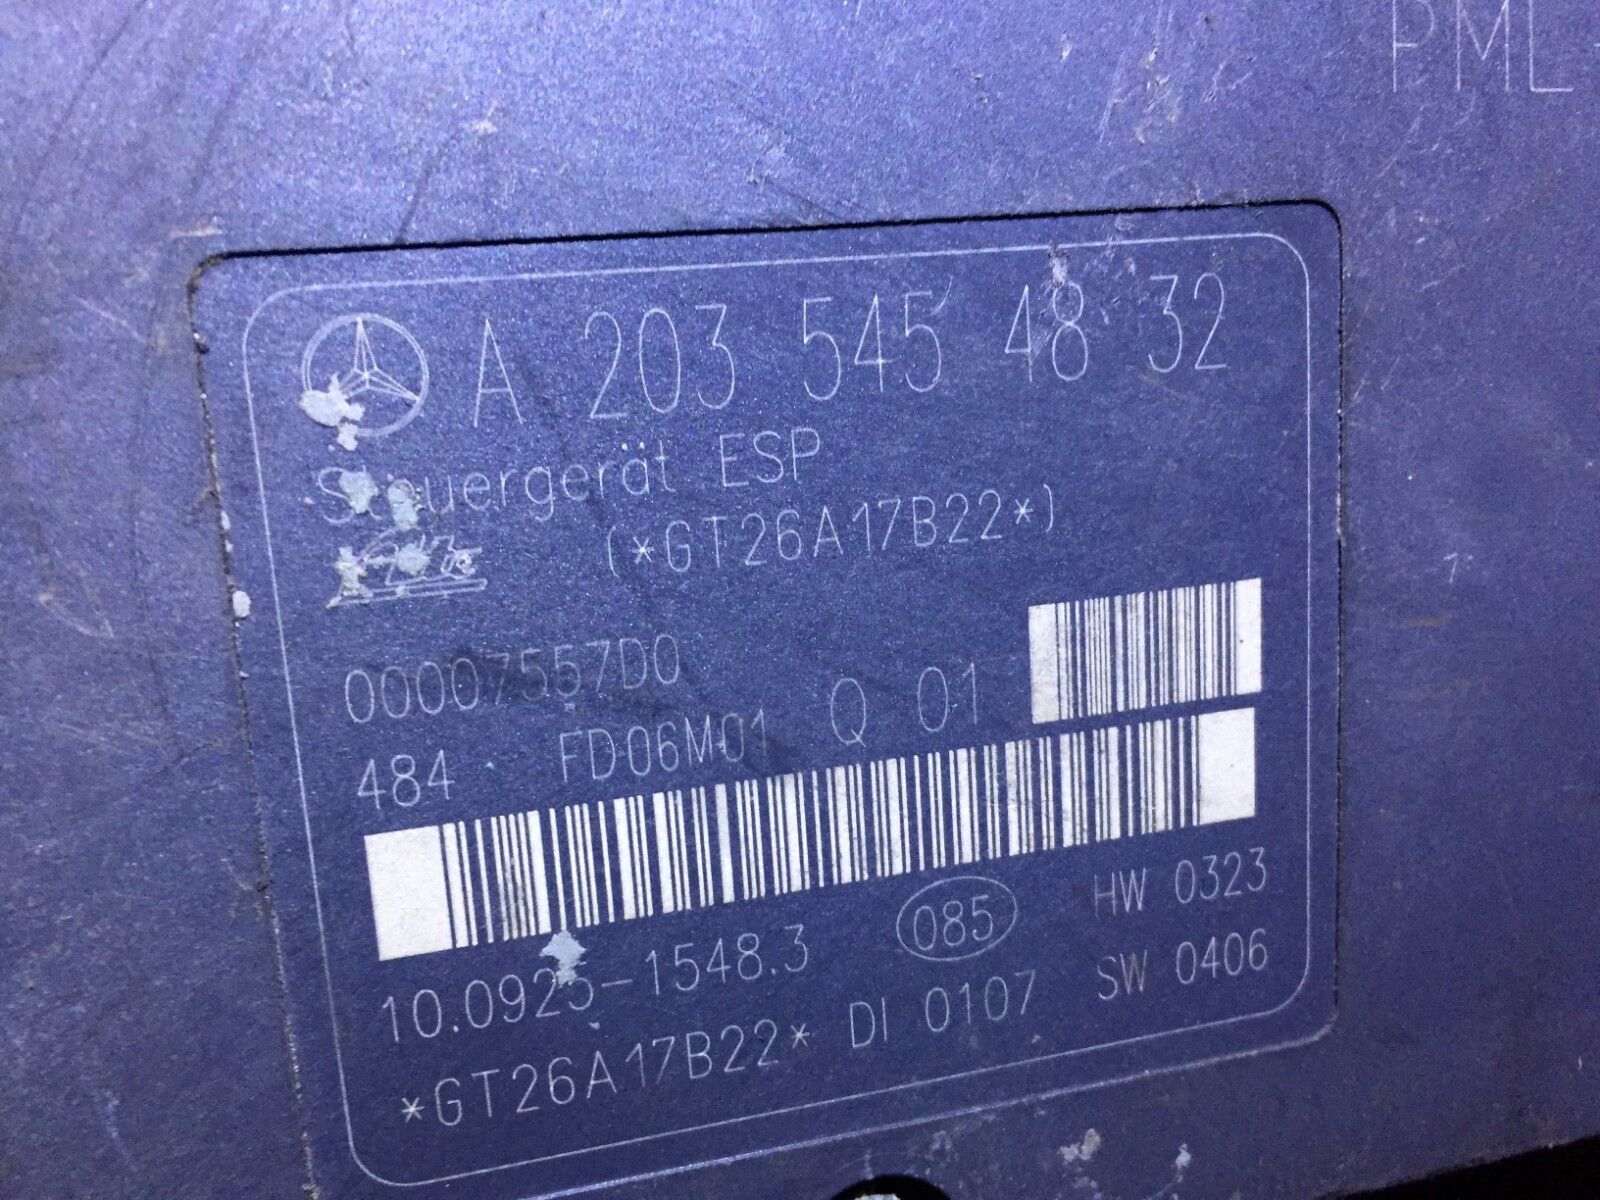 PML
A 203 545 48 32
Steuergerät ESP
(*GT26A17B22*)
00007557D0
484 FD06M01 Q 01
10.0925-1548.3 085 HW 0323
*GT26A17B22* DI 0107 SW 0406